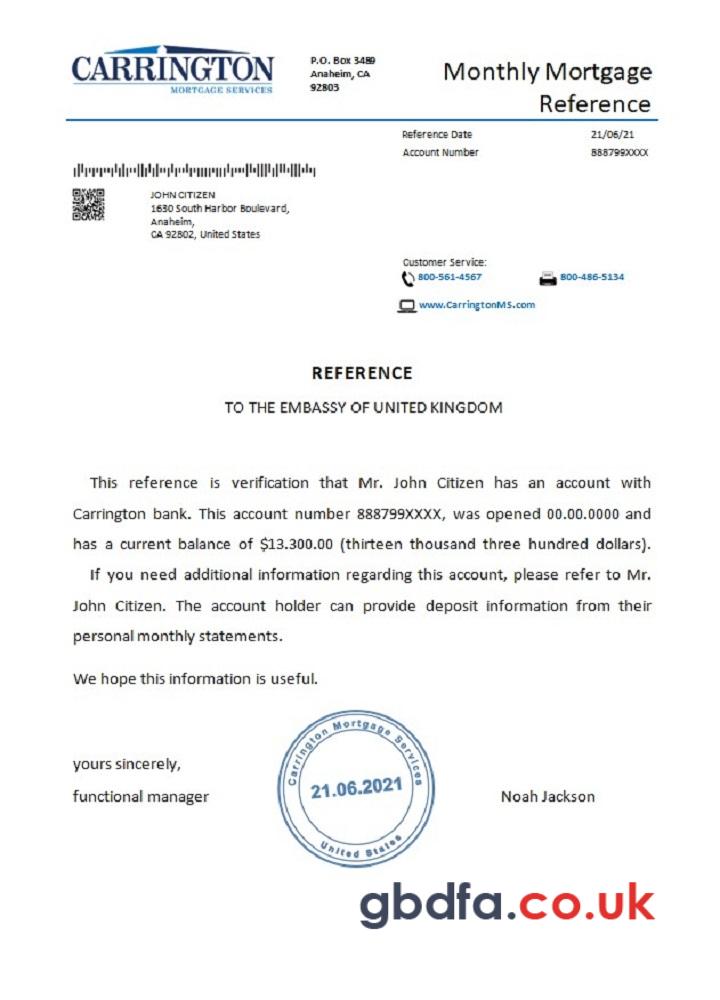 CARRINGTON
MORTGAGE SERVICES
P.O. Box 3489
Anaheim, CA
92803
Monthly Mortgage
Reference
Reference Date 21/06/21
Account Number 888799XXXX
JOHN CITIZEN
1630 South Harbor Boulevard,
Anaheim,
CA 92802, United States
Customer Service:
800-561-4567 800-486-5134
www.CarringtonMS.com
REFERENCE
TO THE EMBASSY OF UNITED KINGDOM
This reference is verification that Mr. John Citizen has an account with
Carrington bank. This account number 888799XXXX, was opened 00.00.0000 and
has a current balance of $13.300.00 (thirteen thousand three hundred dollars).
If you need additional information regarding this account, please refer to Mr.
John Citizen. The account holder can provide deposit information from their
personal monthly statements.
We hope this information is useful.
Carrington Mortgage Services
21.06.2021
United States
yours sincerely,
functional manager Noah Jackson
gbdfa.co.uk